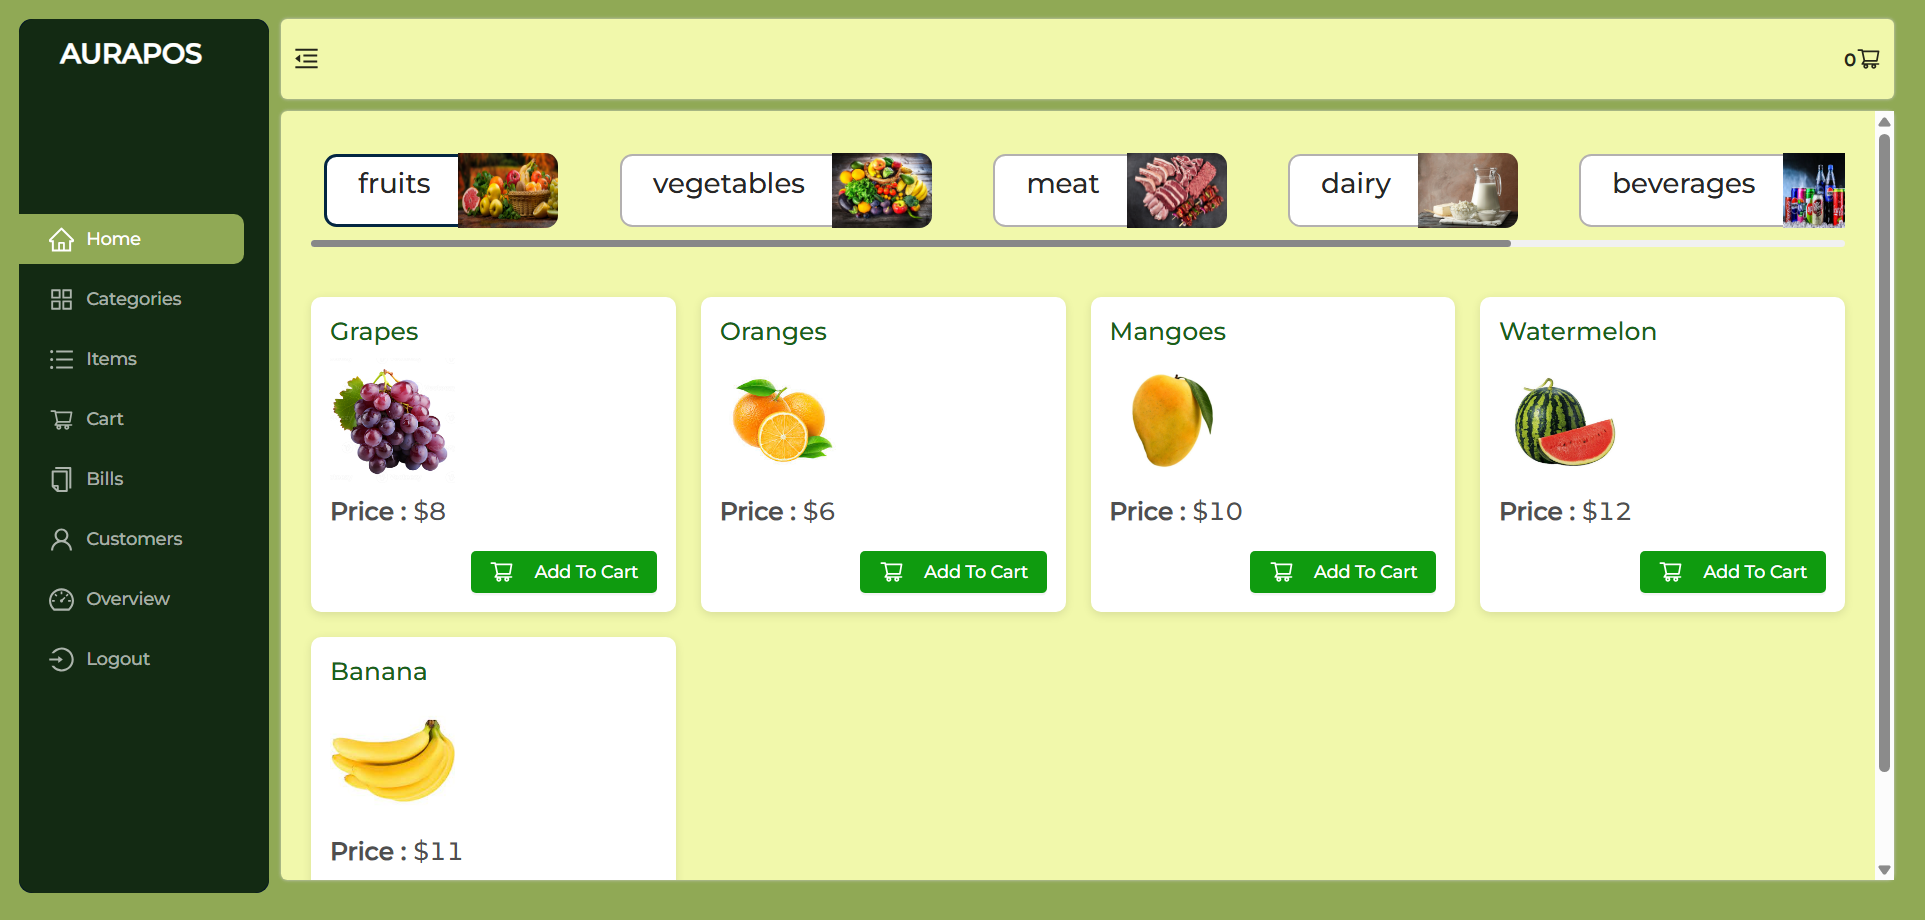 AURAPOS
Home
Categories
Items
Cart
Bills
Customers
Overview
Logout
0
fruits
vegetables
meat
dairy
beverages
Grapes
Price : $8
Add To Cart
Oranges
Price : $6
Add To Cart
Mangoes
Price : $10
Add To Cart
Watermelon
Price : $12
Add To Cart
Banana
Price : $11